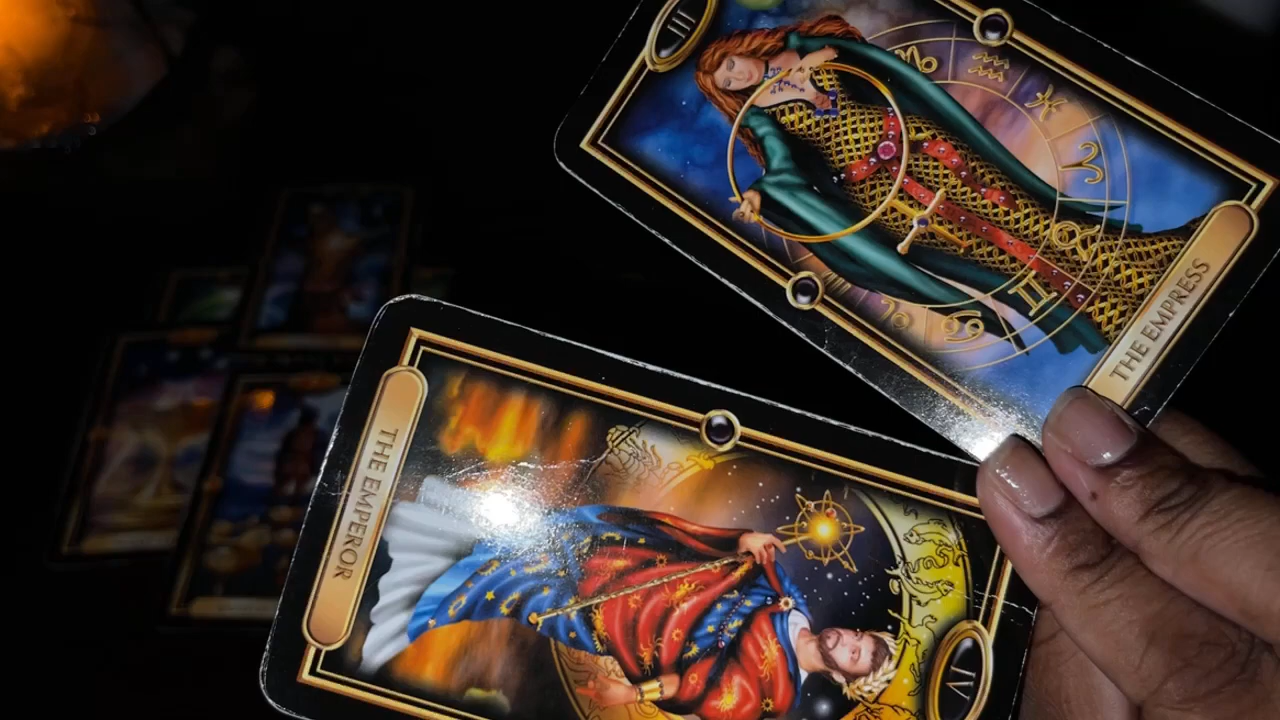 III
THE EMPRESS
THE EMPEROR
IV